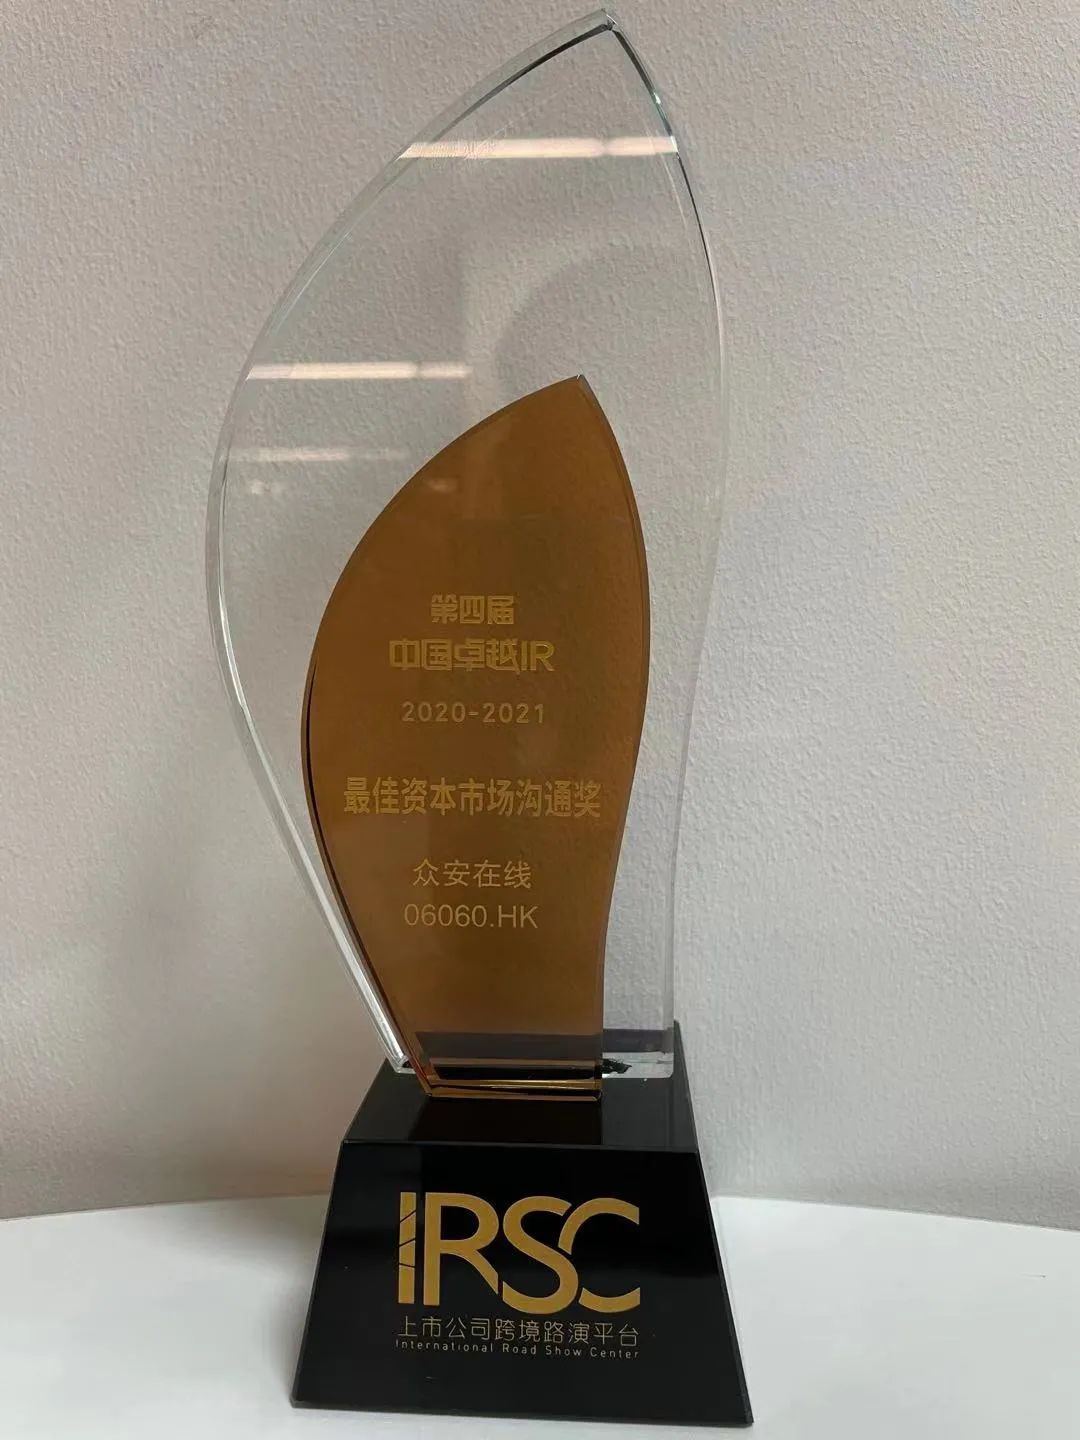 第四届
中国卓越IR
2020-2021
最佳资本市场沟通奖
众安在线
06060.HK
IRSC
上市公司跨境路演平台
International Road Show Center